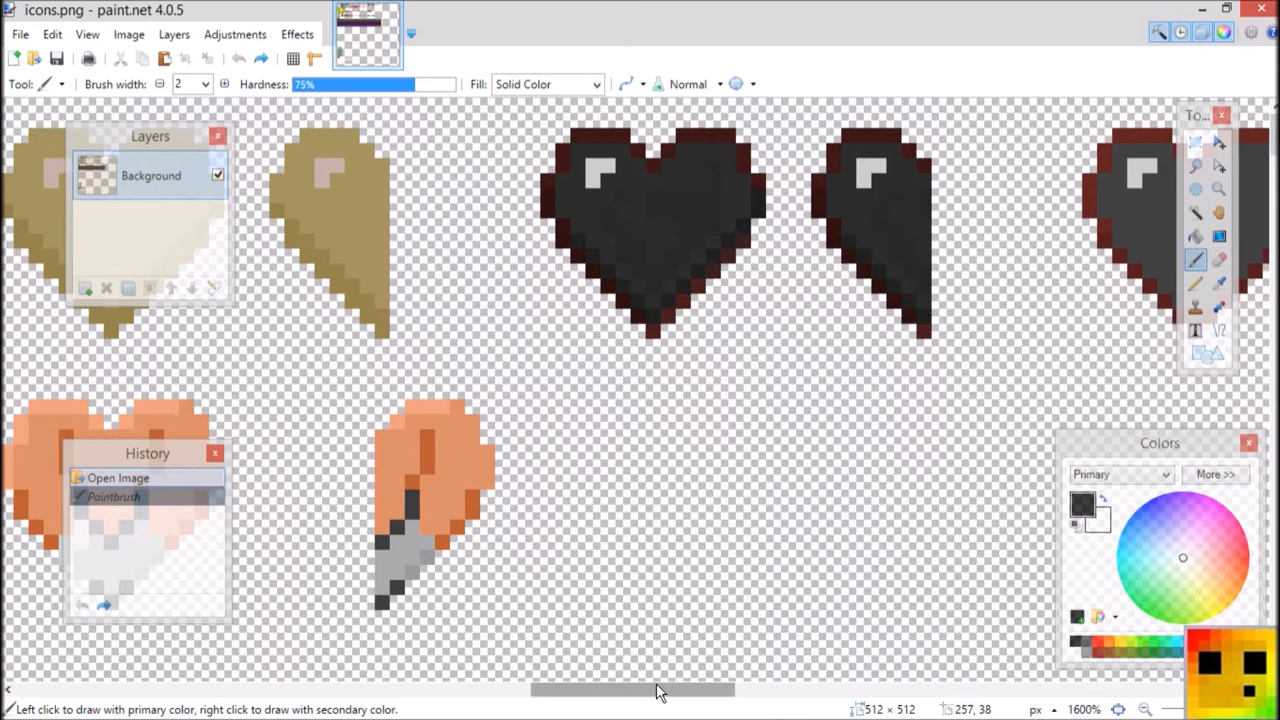 icons.png - paint.net 4.0.5
File Edit View Image Layers Adjustments Effects
Tool: Brush width: 2 Hardness: 75% Fill: Solid Color Normal
Layers
Background
To...
History
Open Image
Paintbrush
Colors
Primary More >>
Left click to draw with primary color, right click to draw with secondary color. 512 × 512 257, 38 px 1600%